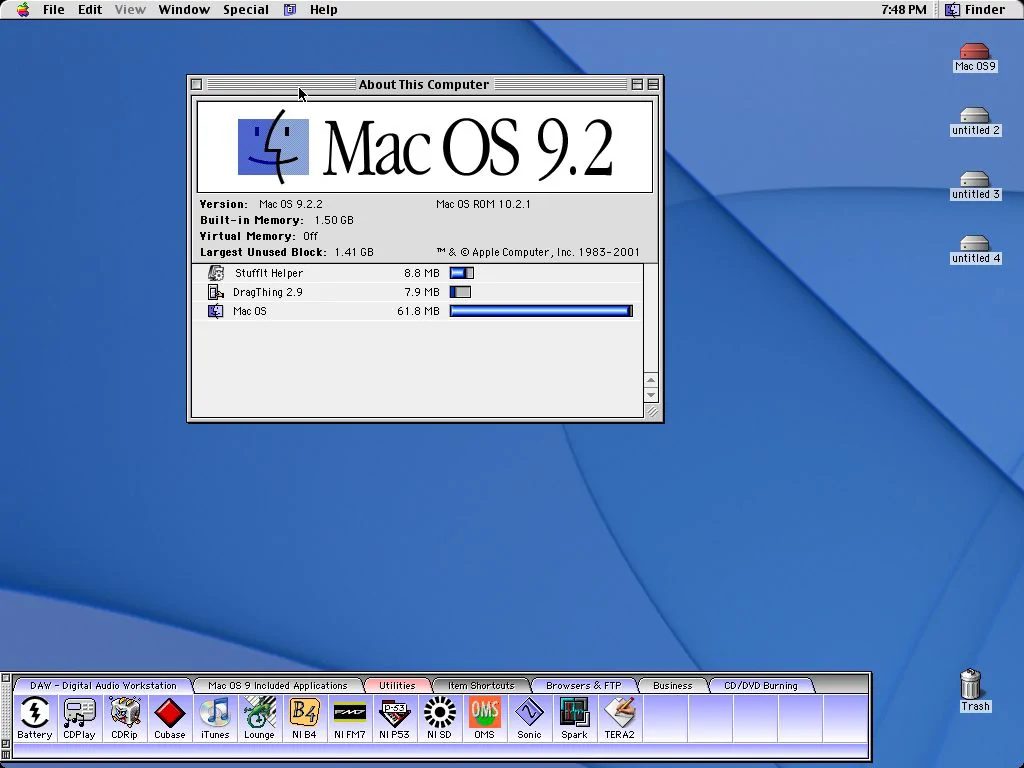 File Edit View Window Special Help 7:48 PM Finder
Mac OS9
untitled 2
untitled 3
untitled 4
About This Computer
Mac OS 9.2
Version: Mac OS 9.2.2 Mac OS ROM 10.2.1
Built-in Memory: 1.50 GB
Virtual Memory: Off
Largest Unused Block: 1.41 GB ™ & © Apple Computer, Inc. 1983-2001
StuffIt Helper 8.8 MB
DragThing 2.9 7.9 MB
Mac OS 61.8 MB
Trash
DAW - Digital Audio Workstation Mac OS 9 Included Applications Utilities Item Shortcuts Browsers & FTP Business CD/DVD Burning
B4 FM7 P-53 OMS
Battery CDPlay CDRip Cubase iTunes Lounge NI B4 NI FM7 NI P53 NI SD OMS Sonic Spark TERA2